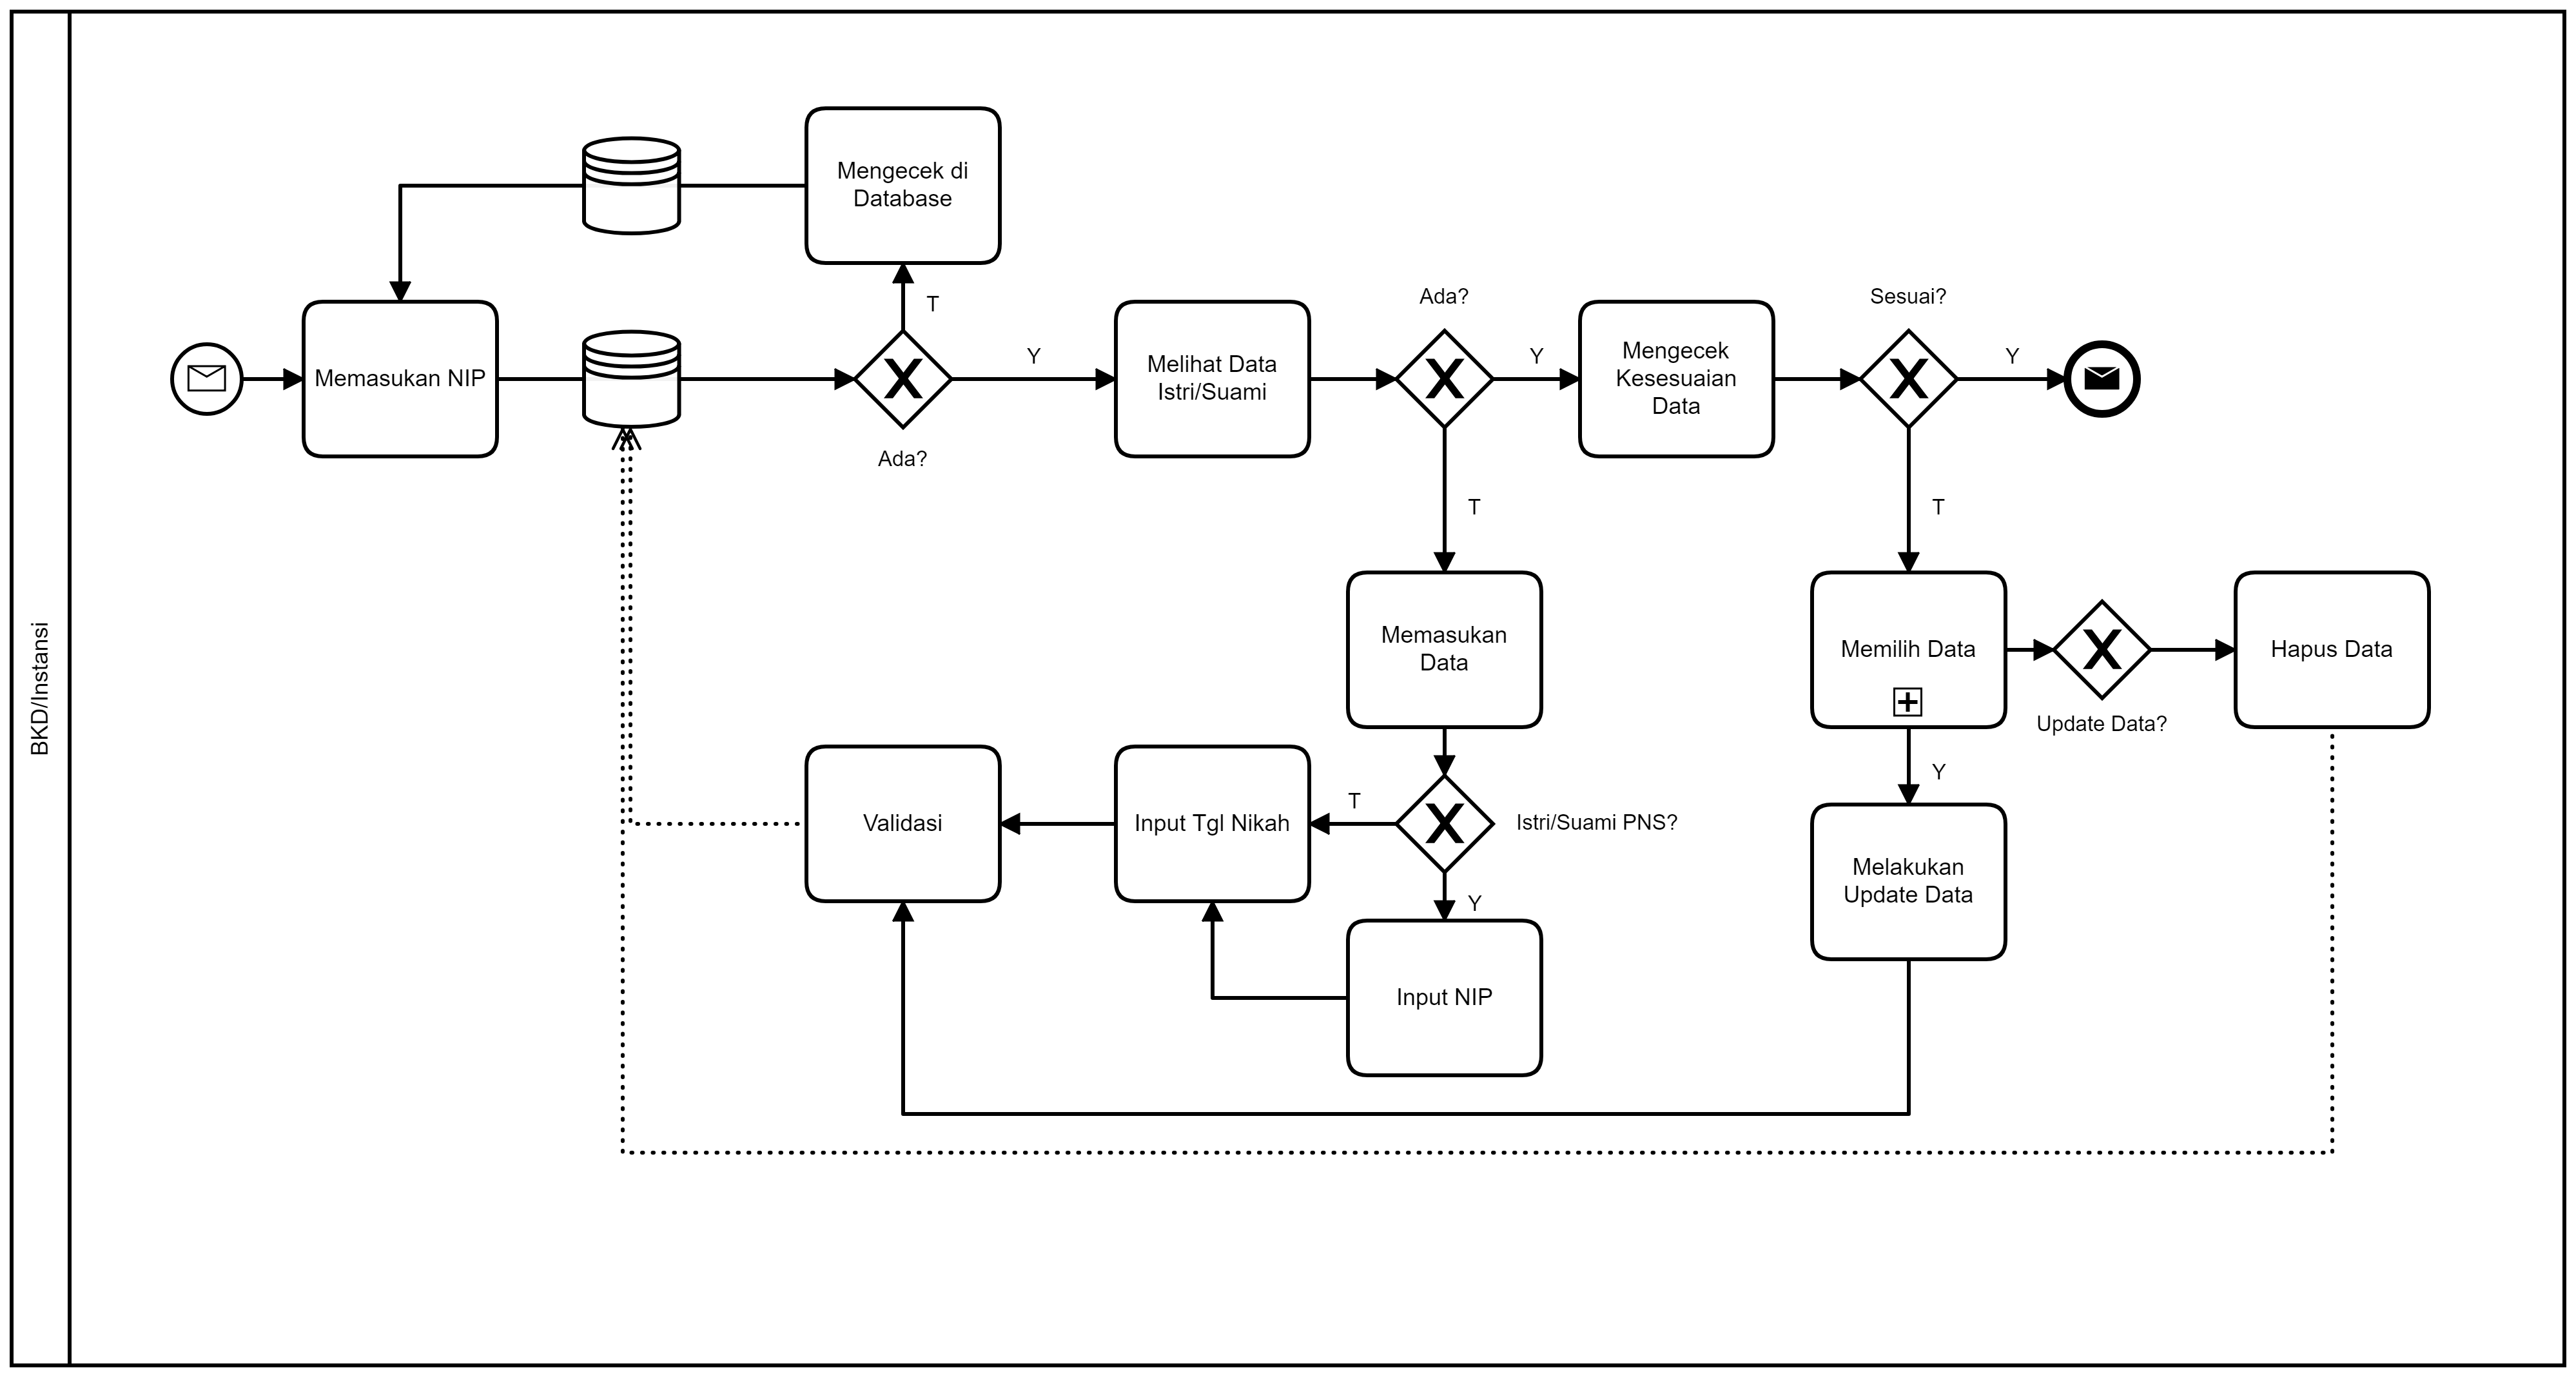 BKD/Instansi
Mengecek di
Database
T
Memasukan NIP
Ada?
Y
Melihat Data
Istri/Suami
Ada?
Y
T
Mengecek
Kesesuaian
Data
Sesuai?
Y
T
Memasukan
Data
Memilih Data
Update Data?
Hapus Data
Y
Validasi
Input Tgl Nikah
T
Istri/Suami PNS?
Y
Melakukan
Update Data
Input NIP